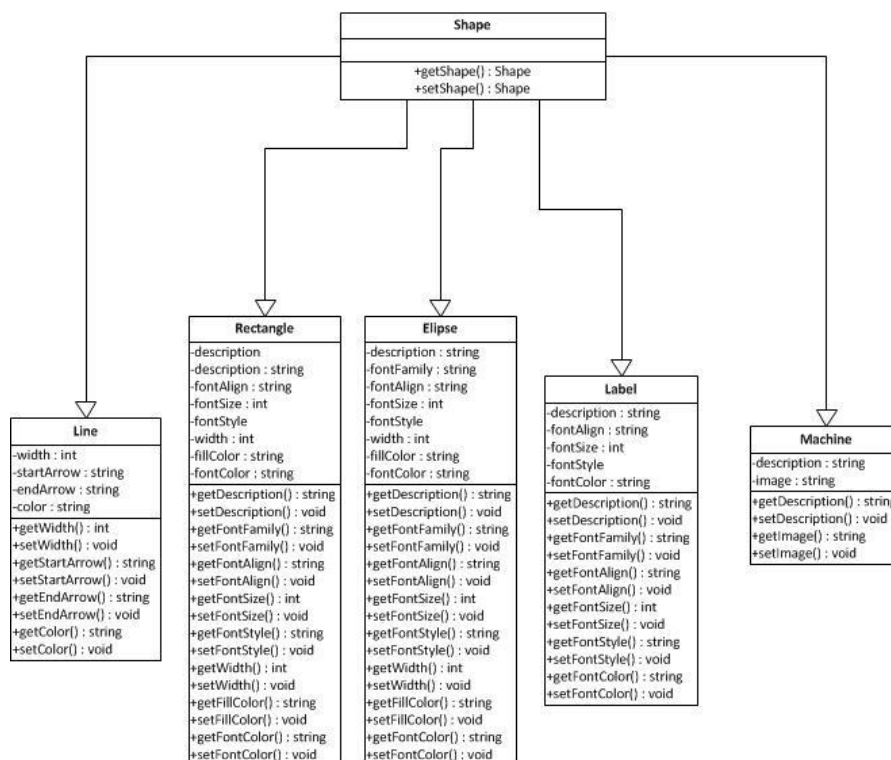 Shape
+getShape() : Shape
+setShape() : Shape
Line
-width : int
-startArrow : string
-endArrow : string
-color : string
+getWidth() : int
+setWidth() : void
+getStartArrow() : string
+setStartArrow() : void
+getEndArrow() : string
+setEndArrow() : void
+getColor() : string
+setColor() : void
Rectangle
-description
-description : string
-fontAlign : string
-fontSize : int
-fontStyle
-width : int
-fillColor : string
-fontColor : string
+getDescription() : string
+setDescription() : void
+getFontFamily() : string
+setFontFamily() : void
+getFontAlign() : string
+setFontAlign() : void
+getFontSize() : int
+setFontSize() : void
+getFontStyle() : string
+setFontStyle() : void
+getWidth() : int
+setWidth() : void
+getFillColor() : string
+setFillColor() : void
+getFontColor() : string
+setFontColor() : void
Elipse
-description : string
-fontFamily : string
-fontAlign : string
-fontSize : int
-fontStyle
-width : int
-fillColor : string
-fontColor : string
+getDescription() : string
+setDescription() : void
+getFontFamily() : string
+setFontFamily() : void
+getFontAlign() : string
+setFontAlign() : void
+getFontSize() : int
+setFontSize() : void
+getFontStyle() : string
+setFontStyle() : void
+getWidth() : int
+setWidth() : void
+getFillColor() : string
+setFillColor() : void
+getFontColor() : string
+setFontColor() : void
Label
-description : string
-fontAlign : string
-fontSize : int
-fontStyle
-fontColor : string
+getDescription() : string
+setDescription() : void
+getFontFamily() : string
+setFontFamily() : void
+getFontAlign() : string
+setFontAlign() : void
+getFontSize() : int
+setFontSize() : void
+getFontStyle() : string
+setFontStyle() : void
+getFontColor() : string
+setFontColor() : void
Machine
-description : string
-image : string
+getDescription() : string
+setDescription() : void
+getImage() : string
+setImage() : void